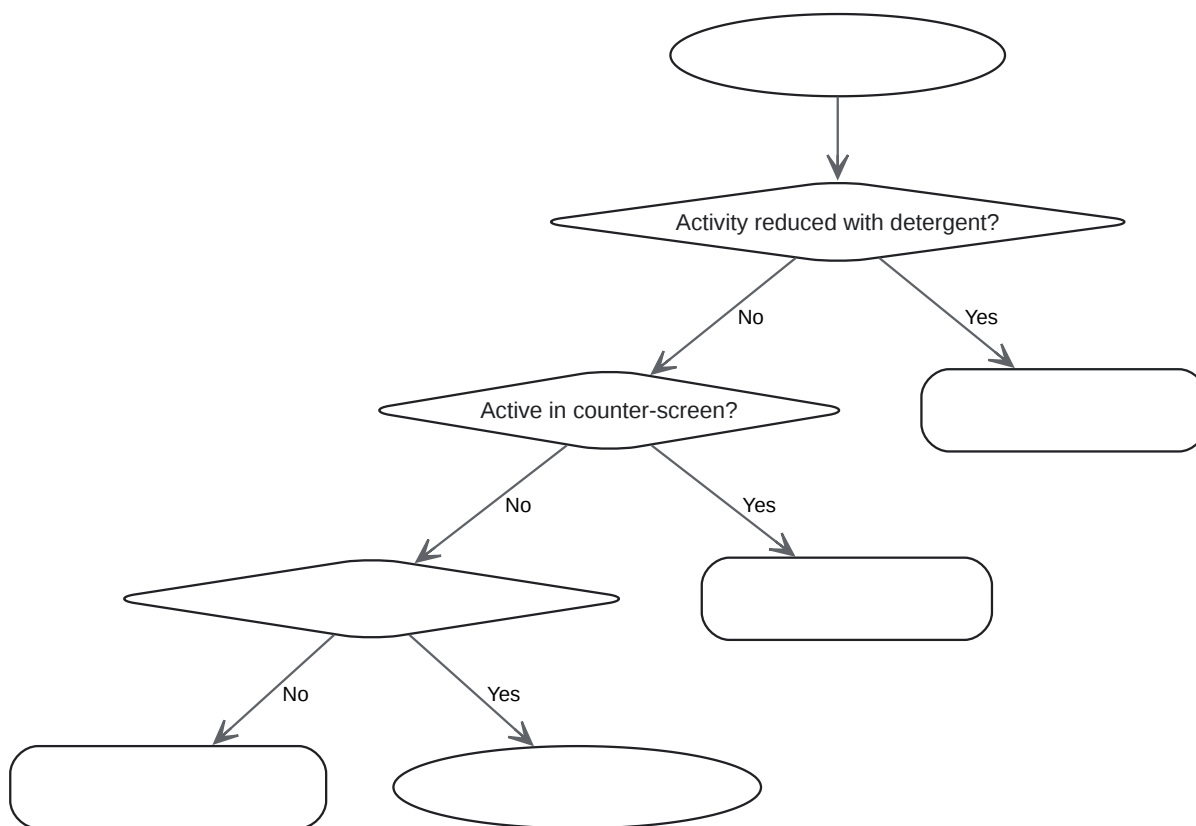 Activity reduced with detergent?
No
Yes
Active in counter-screen?
No
Yes
No
Yes